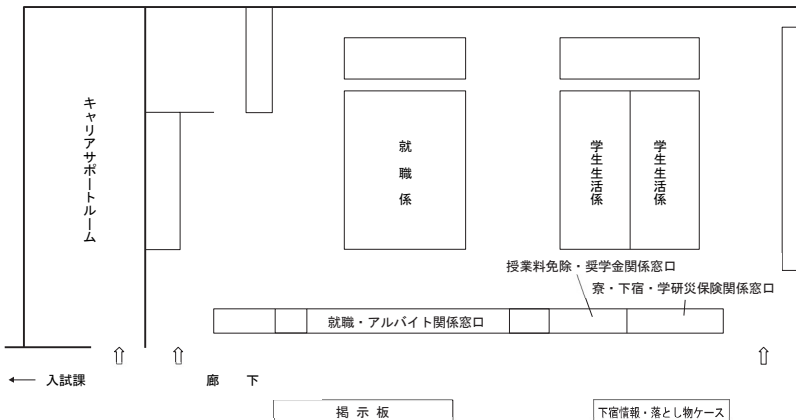 キャリアサポートルーム
就職係
学生生活係
学生生活係
授業料免除・奨学金関係窓口
寮・下宿・学研災保険関係窓口
就職・アルバイト関係窓口
← 入試課
廊下
掲示板
下宿情報・落とし物ケース